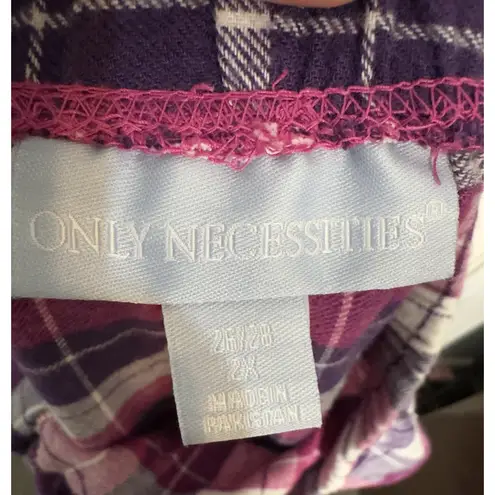 ONLY NECESSITIES®
26/28
2X
MADE IN
PAKISTAN